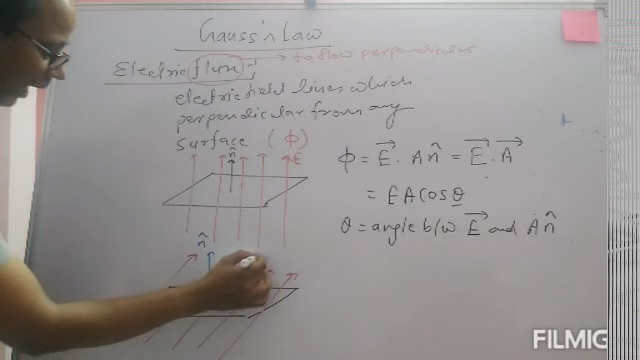 Gauss's Law
Electric flux :- → to flow perpendicular
electric field lines which
perpendicular from any
surface (ϕ)
n̂ E
ϕ = E⃗ . A n̂ = E⃗ . A⃗
= EA cos θ
θ = angle b/w E⃗ and A n̂
n̂
FILMIG